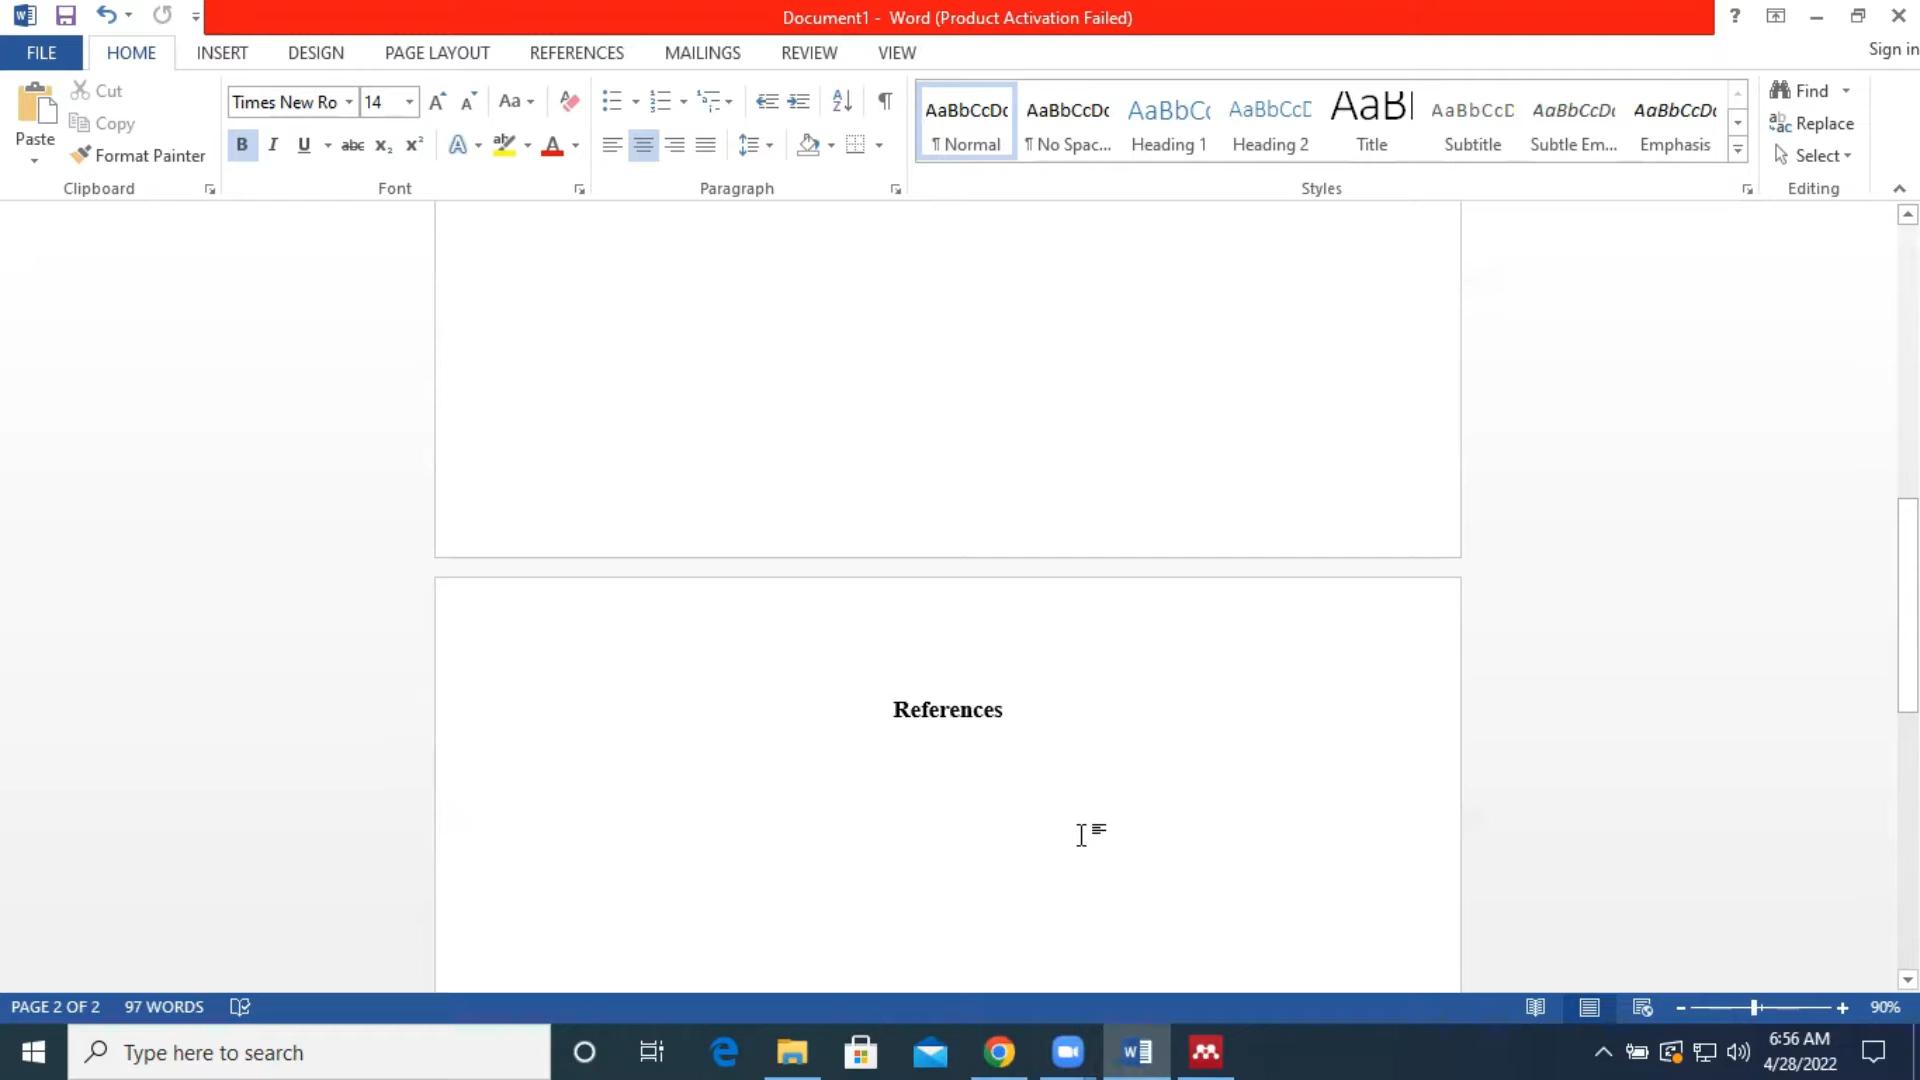 Document1 - Word (Product Activation Failed)
Sign in
FILE HOME INSERT DESIGN PAGE LAYOUT REFERENCES MAILINGS REVIEW VIEW
Paste
Cut
Copy
Format Painter
Clipboard
Times New Ro 14
Font
Paragraph
AaBbCcDc AaBbCcDc AaBbC( AaBbCcD AaB AaBbCcD AaBbCcDc AaBbCcDc
¶ Normal ¶ No Spac... Heading 1 Heading 2 Title Subtitle Subtle Em... Emphasis
Styles
Find
Replace
Select
Editing
References
PAGE 2 OF 2 97 WORDS
90%
Type here to search
6:56 AM
4/28/2022